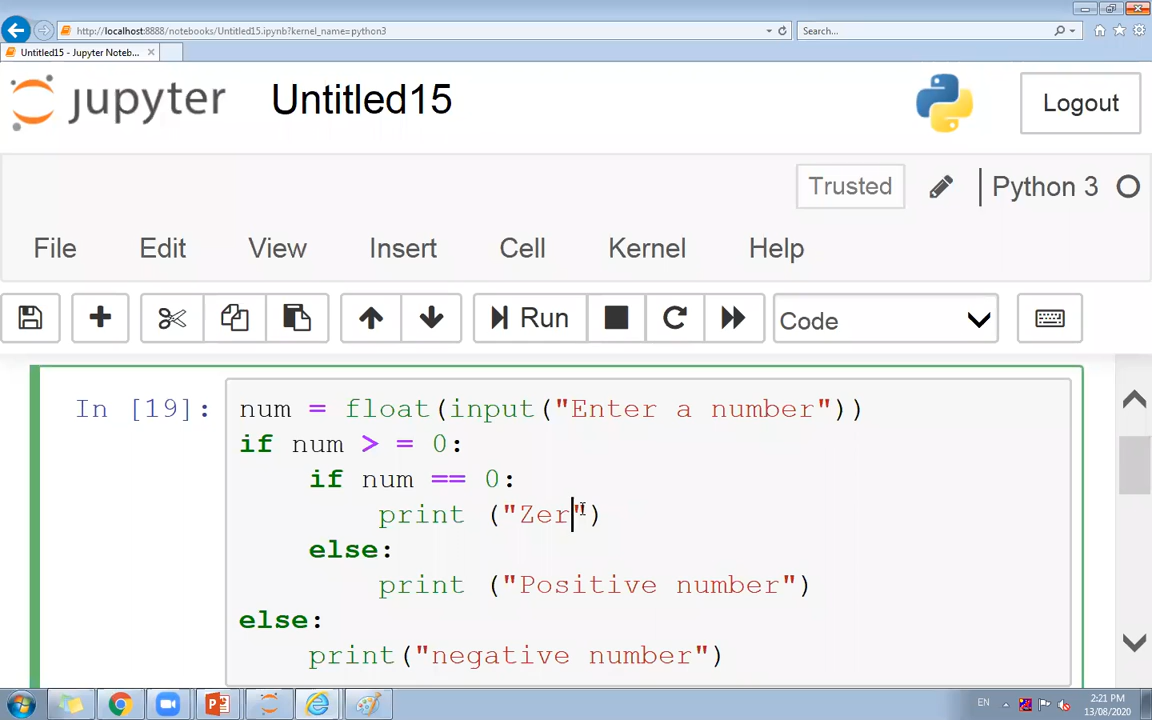 http://localhost:8888/notebooks/Untitled15.ipynb?kernel_name=python3
Search...
Untitled15 - Jupyter Noteb...
jupyter Untitled15
Logout
Trusted
Python 3
File Edit View Insert Cell Kernel Help
Run
Code
In [19]:
num = float(input("Enter a number"))
if num > = 0:
    if num == 0:
        print ("Zer")
    else:
        print ("Positive number")
else:
    print("negative number")
EN
2:21 PM
13/08/2020